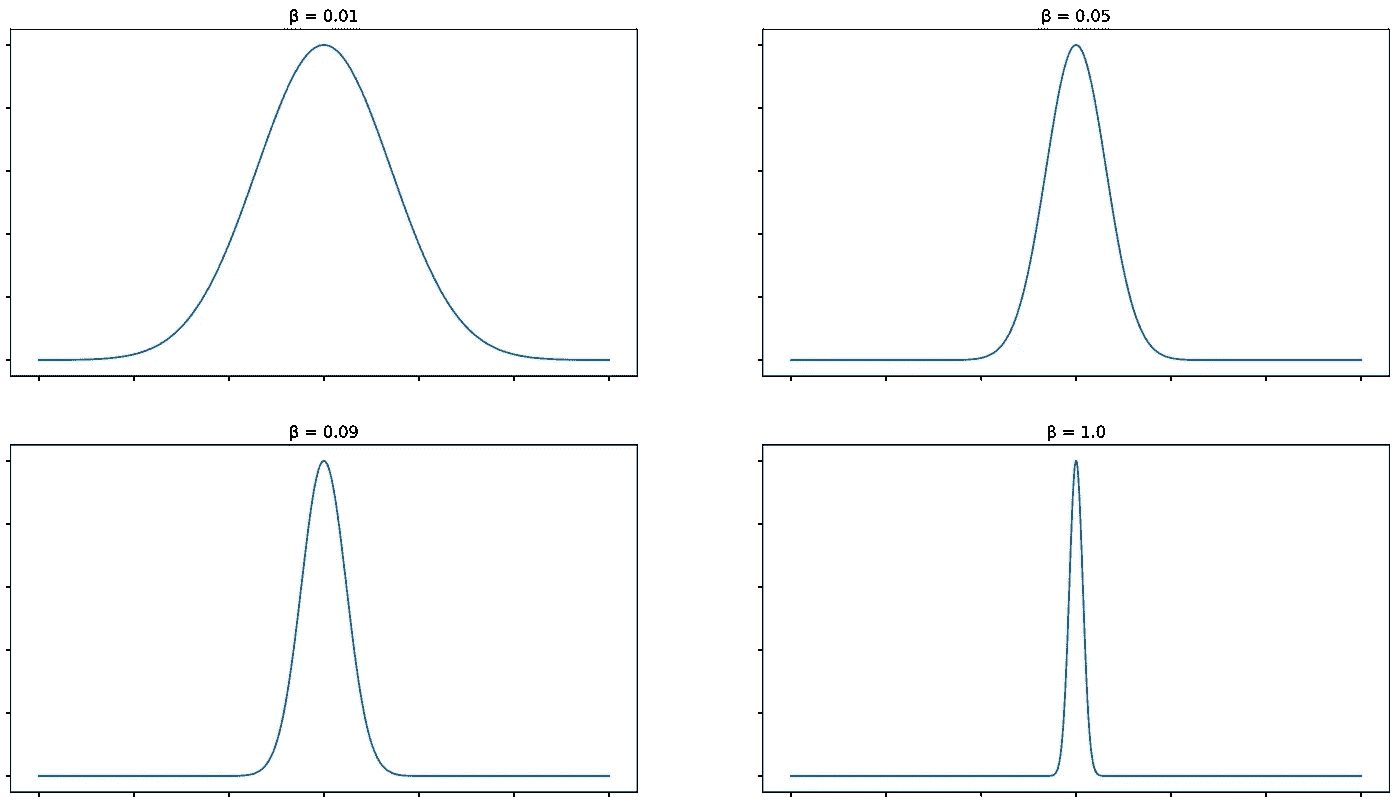 β = 0.01
β = 0.05
β = 0.09
β = 1.0